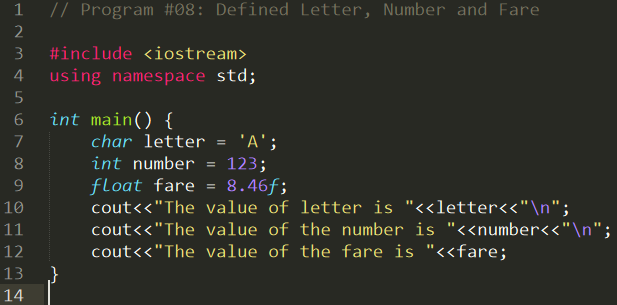 1 // Program #08: Defined Letter, Number and Fare
2
3 #include <iostream>
4 using namespace std;
5
6 int main() {
7 char letter = 'A';
8 int number = 123;
9 float fare = 8.46f;
10 cout<<"The value of letter is "<<letter<<"\n";
11 cout<<"The value of the number is "<<number<<"\n";
12 cout<<"The value of the fare is "<<fare;
13 }
14